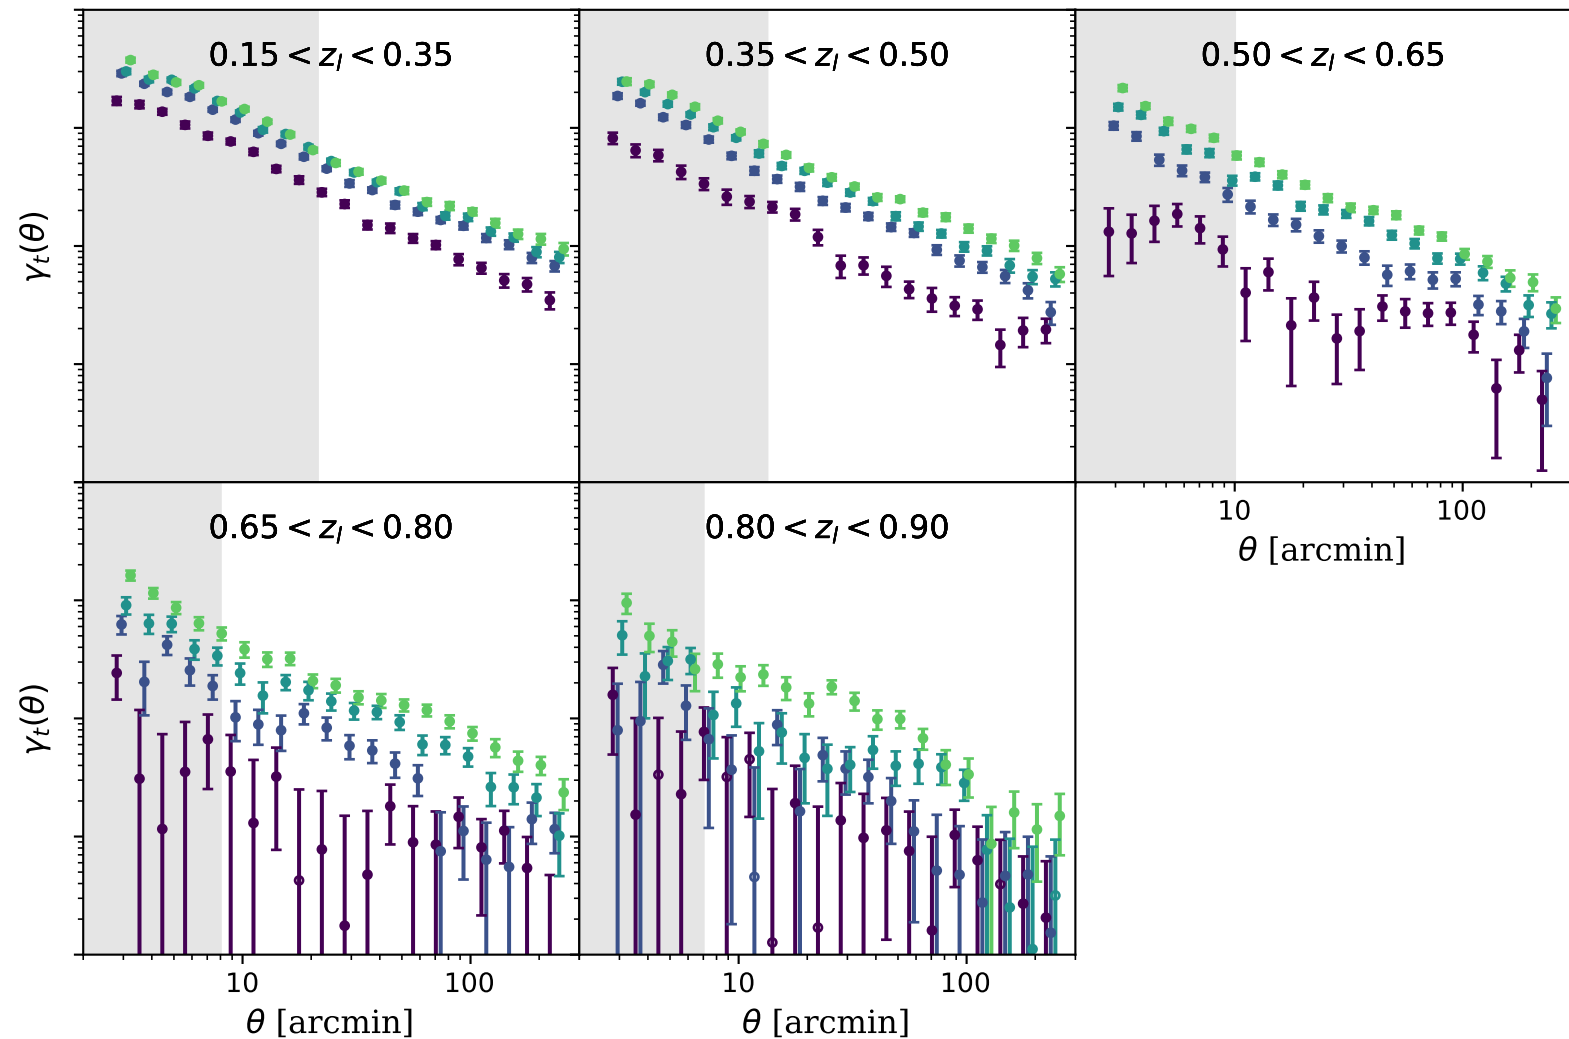 0.15 < z_l < 0.35
0.35 < z_l < 0.50
0.50 < z_l < 0.65
γ_t(θ)
10 100
θ [arcmin]
0.65 < z_l < 0.80
0.80 < z_l < 0.90
γ_t(θ)
10 100
10 100
θ [arcmin]
θ [arcmin]